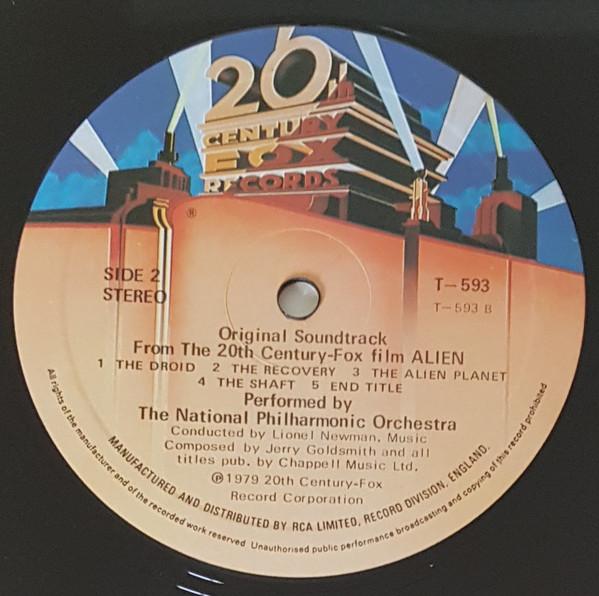 20th
CENTURY
FOX
RECORDS
®
SIDE 2
STEREO
T-593
T-593 B
Original Soundtrack
From The 20th Century-Fox film ALIEN
1 THE DROID 2 THE RECOVERY 3 THE ALIEN PLANET
4 THE SHAFT 5 END TITLE
Performed by
The National Philharmonic Orchestra
Conducted by Lionel Newman, Music
Composed by Jerry Goldsmith and all
titles pub. by Chappell Music Ltd.
℗1979 20th Century-Fox
Record Corporation
MANUFACTURED AND DISTRIBUTED BY RCA LIMITED, RECORD DIVISION, ENGLAND.
All rights of the manufacturer and of the recorded work reserved Unauthorised public performance broadcasting and copying of this record prohibited